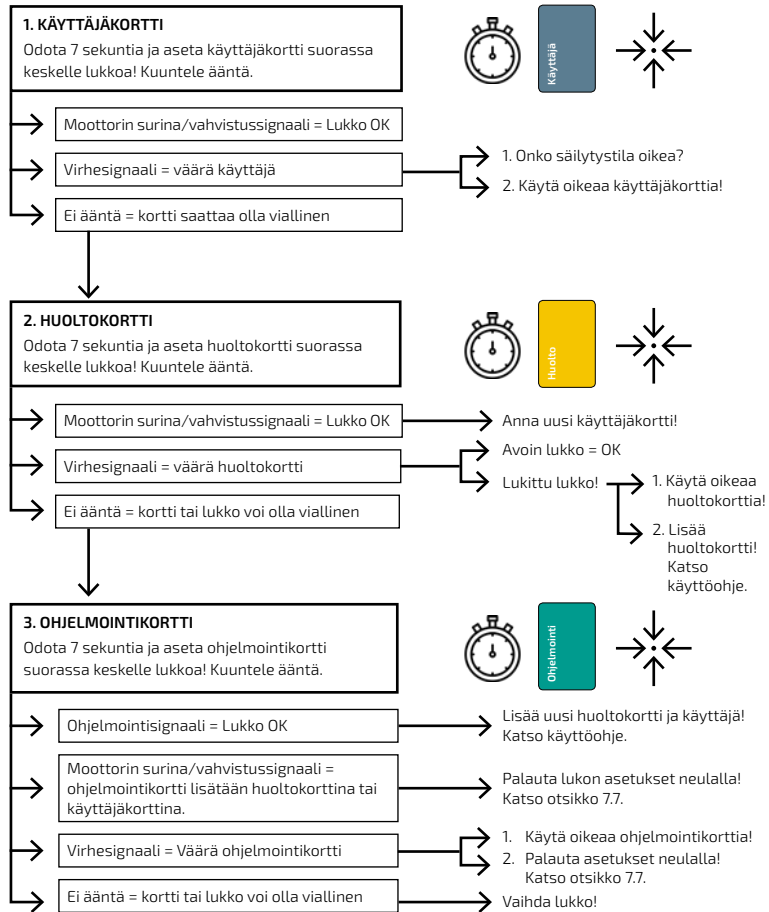 1. KÄYTTÄJÄKORTTI
Odota 7 sekuntia ja aseta käyttäjäkortti suorassa
keskelle lukkoa! Kuuntele ääntä.
Käyttäjä
Moottorin surina/vahvistussignaali = Lukko OK
Virhesignaali = väärä käyttäjä
1. Onko säilytystila oikea?
2. Käytä oikeaa käyttäjäkorttia!
Ei ääntä = kortti saattaa olla viallinen
2. HUOLTOKORTTI
Odota 7 sekuntia ja aseta huoltokortti suorassa
keskelle lukkoa! Kuuntele ääntä.
Huolto
Moottorin surina/vahvistussignaali = Lukko OK
Anna uusi käyttäjäkortti!
Virhesignaali = väärä huoltokortti
Avoin lukko = OK
Lukittu lukko!
1. Käytä oikeaa
huoltokorttia!
2. Lisää
huoltokortti!
Katso
käyttöohje.
Ei ääntä = kortti tai lukko voi olla viallinen
3. OHJELMOINTIKORTTI
Odota 7 sekuntia ja aseta ohjelmointikortti
suorassa keskelle lukkoa! Kuuntele ääntä.
Ohjelmointi
Ohjelmointisignaali = Lukko OK
Lisää uusi huoltokortti ja käyttäjä!
Katso käyttöohje.
Moottorin surina/vahvistussignaali =
ohjelmointikortti lisätään huoltokorttina tai
käyttäjäkorttina.
Palauta lukon asetukset neulalla!
Katso otsikko 7.7.
Virhesignaali = Väärä ohjelmointikortti
1. Käytä oikeaa ohjelmointikorttia!
2. Palauta asetukset neulalla!
Katso otsikko 7.7.
Ei ääntä = kortti tai lukko voi olla viallinen
Vaihda lukko!